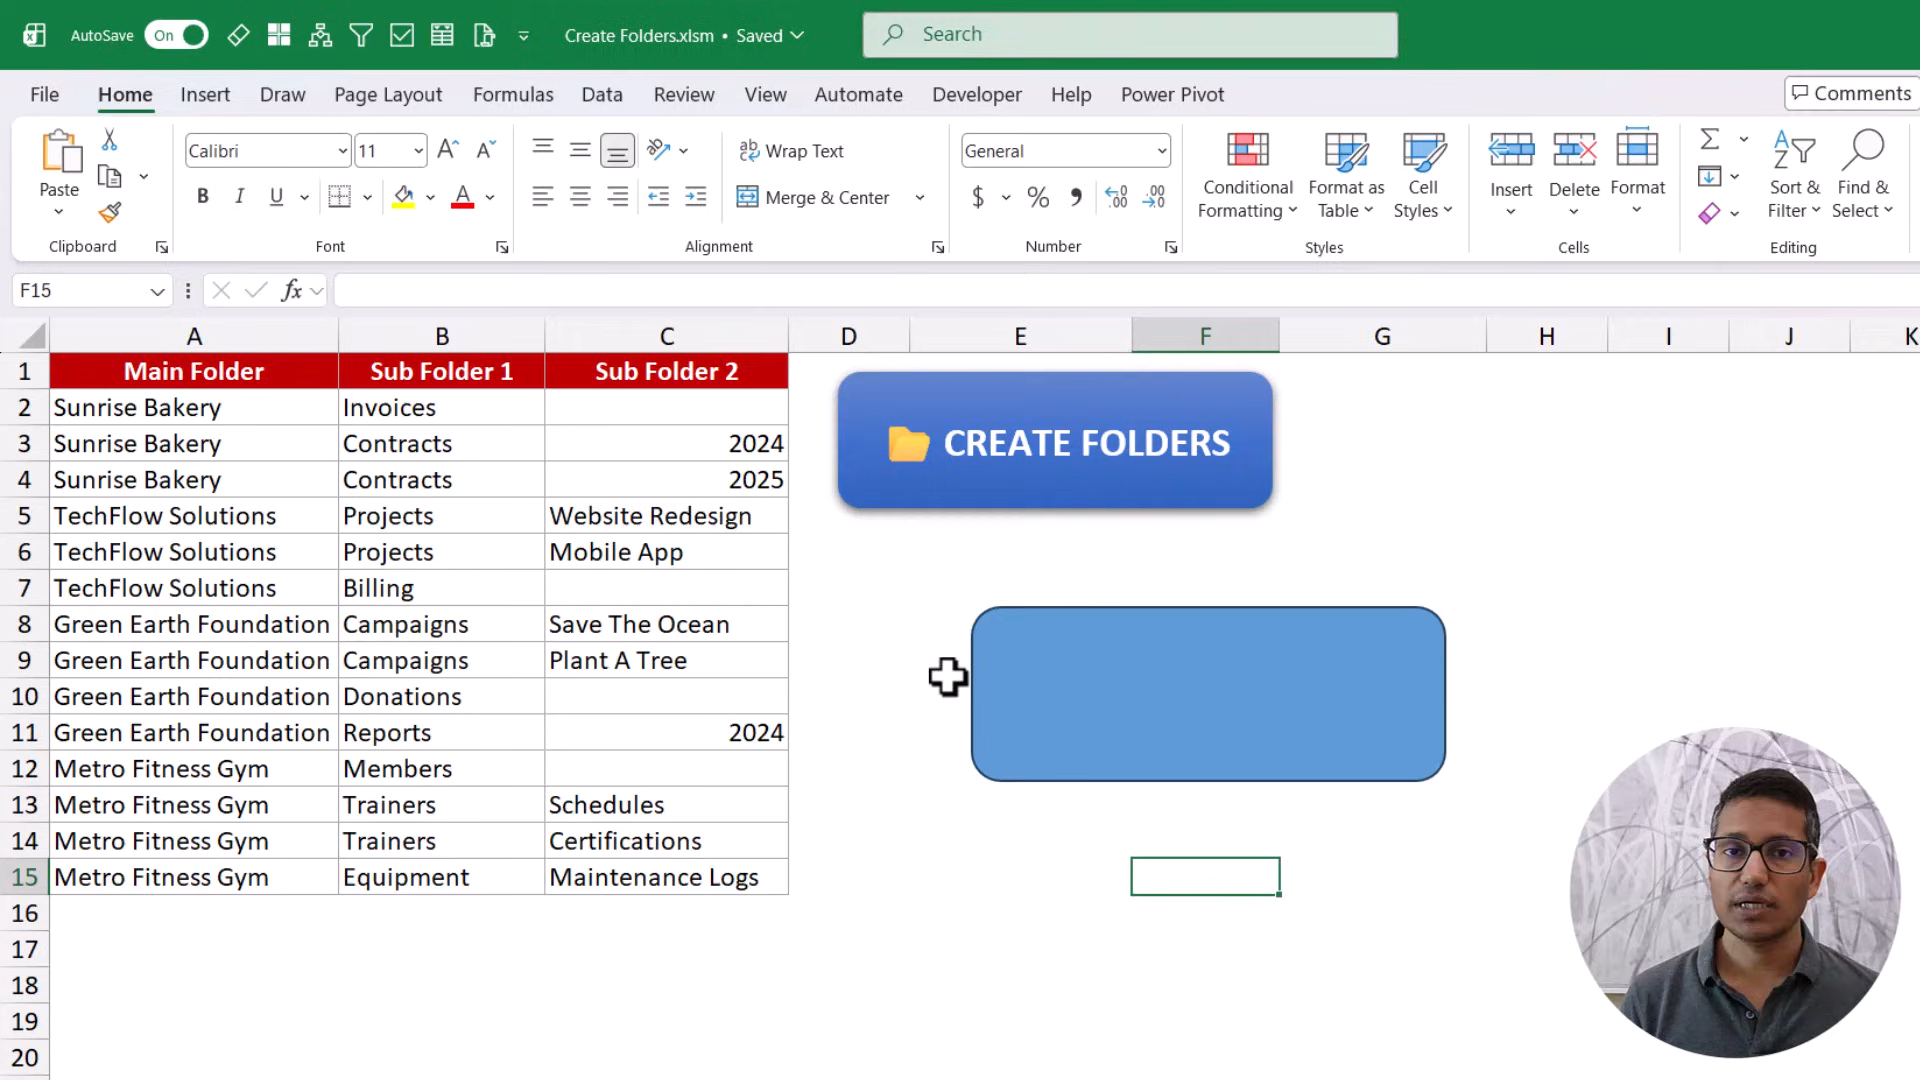 AutoSave On Create Folders.xlsm • Saved Search
File Home Insert Draw Page Layout Formulas Data Review View Automate Developer Help Power Pivot Comments
Paste
Clipboard
Calibri 11
B I U A
Font
Wrap Text
Merge & Center
Alignment
General
$ % 9
Number
Conditional Formatting
Format as Table
Cell Styles
Styles
Insert Delete Format
Cells
Sort & Filter
Find & Select
Editing
F15 fx
A B C D E F G H I J K
1 Main Folder Sub Folder 1 Sub Folder 2
2 Sunrise Bakery Invoices
3 Sunrise Bakery Contracts 2024
4 Sunrise Bakery Contracts 2025
5 TechFlow Solutions Projects Website Redesign
6 TechFlow Solutions Projects Mobile App
7 TechFlow Solutions Billing
8 Green Earth Foundation Campaigns Save The Ocean
9 Green Earth Foundation Campaigns Plant A Tree
10 Green Earth Foundation Donations
11 Green Earth Foundation Reports 2024
12 Metro Fitness Gym Members
13 Metro Fitness Gym Trainers Schedules
14 Metro Fitness Gym Trainers Certifications
15 Metro Fitness Gym Equipment Maintenance Logs
16
17
18
19
20
CREATE FOLDERS